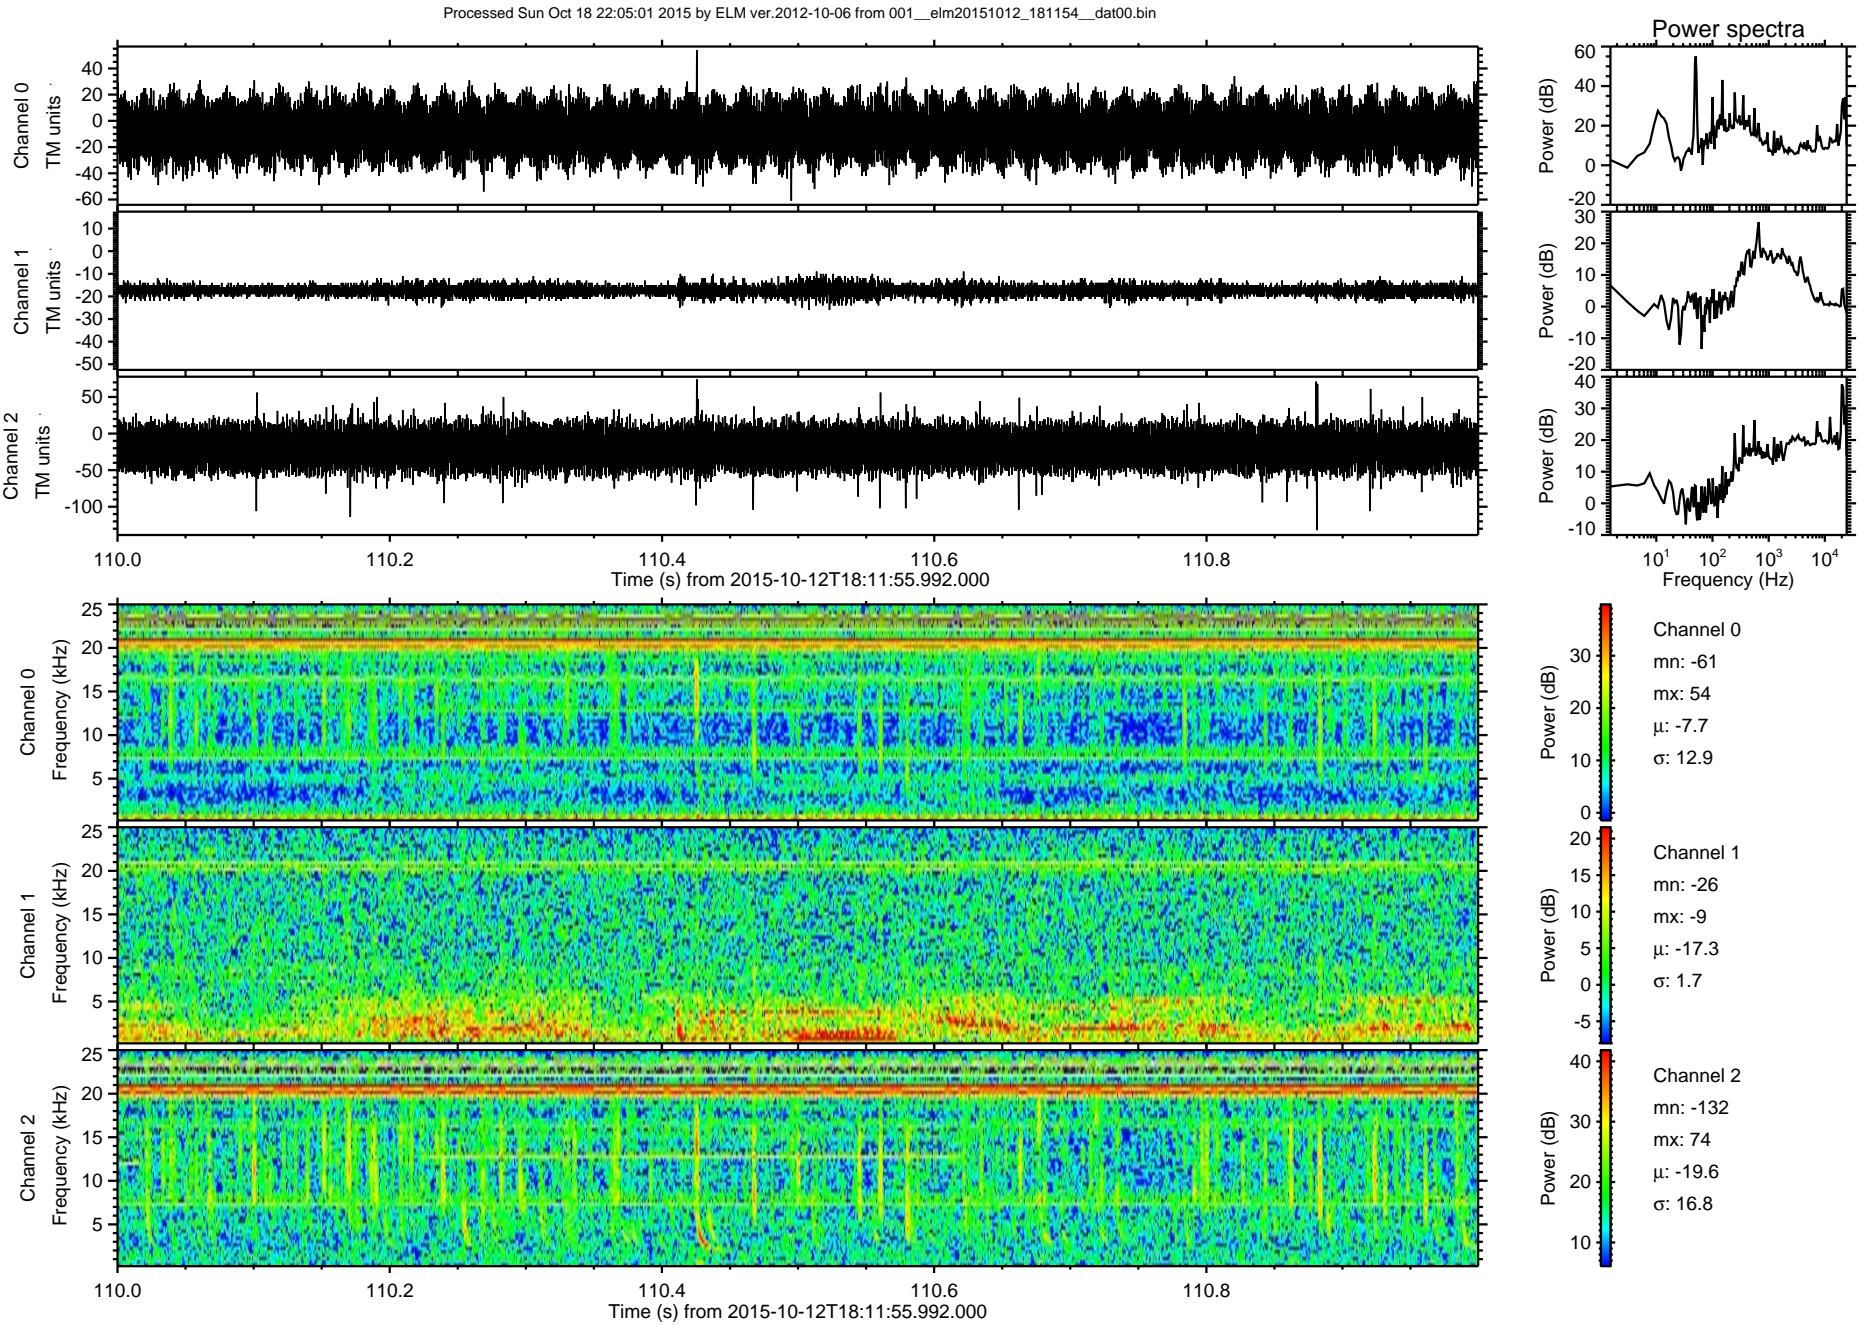 Processed Sun Oct 18 22:05:01 2015 by ELM ver.2012-10-06 from 001__elm20151012_181154__dat00.bin
Power spectra
Channel 0
TM units
40
20
0
-20
-40
-60
Power (dB)
60
40
20
0
-20
Channel 1
TM units
10
0
-10
-20
-30
-40
-50
Power (dB)
30
20
10
0
-10
-20
Channel 2
TM units
50
0
-50
-100
Power (dB)
40
30
20
10
0
-10
110.0 110.2 110.4 110.6 110.8
Time (s) from 2015-10-12T18:11:55.992.000
10^1 10^2 10^3 10^4
Frequency (Hz)
Channel 0
Frequency (kHz)
25
20
15
10
5
Power (dB)
30
20
10
0
Channel 0
mn: -61
mx: 54
μ: -7.7
σ: 12.9
Channel 1
Frequency (kHz)
25
20
15
10
5
Power (dB)
20
15
10
5
0
-5
Channel 1
mn: -26
mx: -9
μ: -17.3
σ: 1.7
Channel 2
Frequency (kHz)
25
20
15
10
5
Power (dB)
40
30
20
10
Channel 2
mn: -132
mx: 74
μ: -19.6
σ: 16.8
110.0 110.2 110.4 110.6 110.8
Time (s) from 2015-10-12T18:11:55.992.000